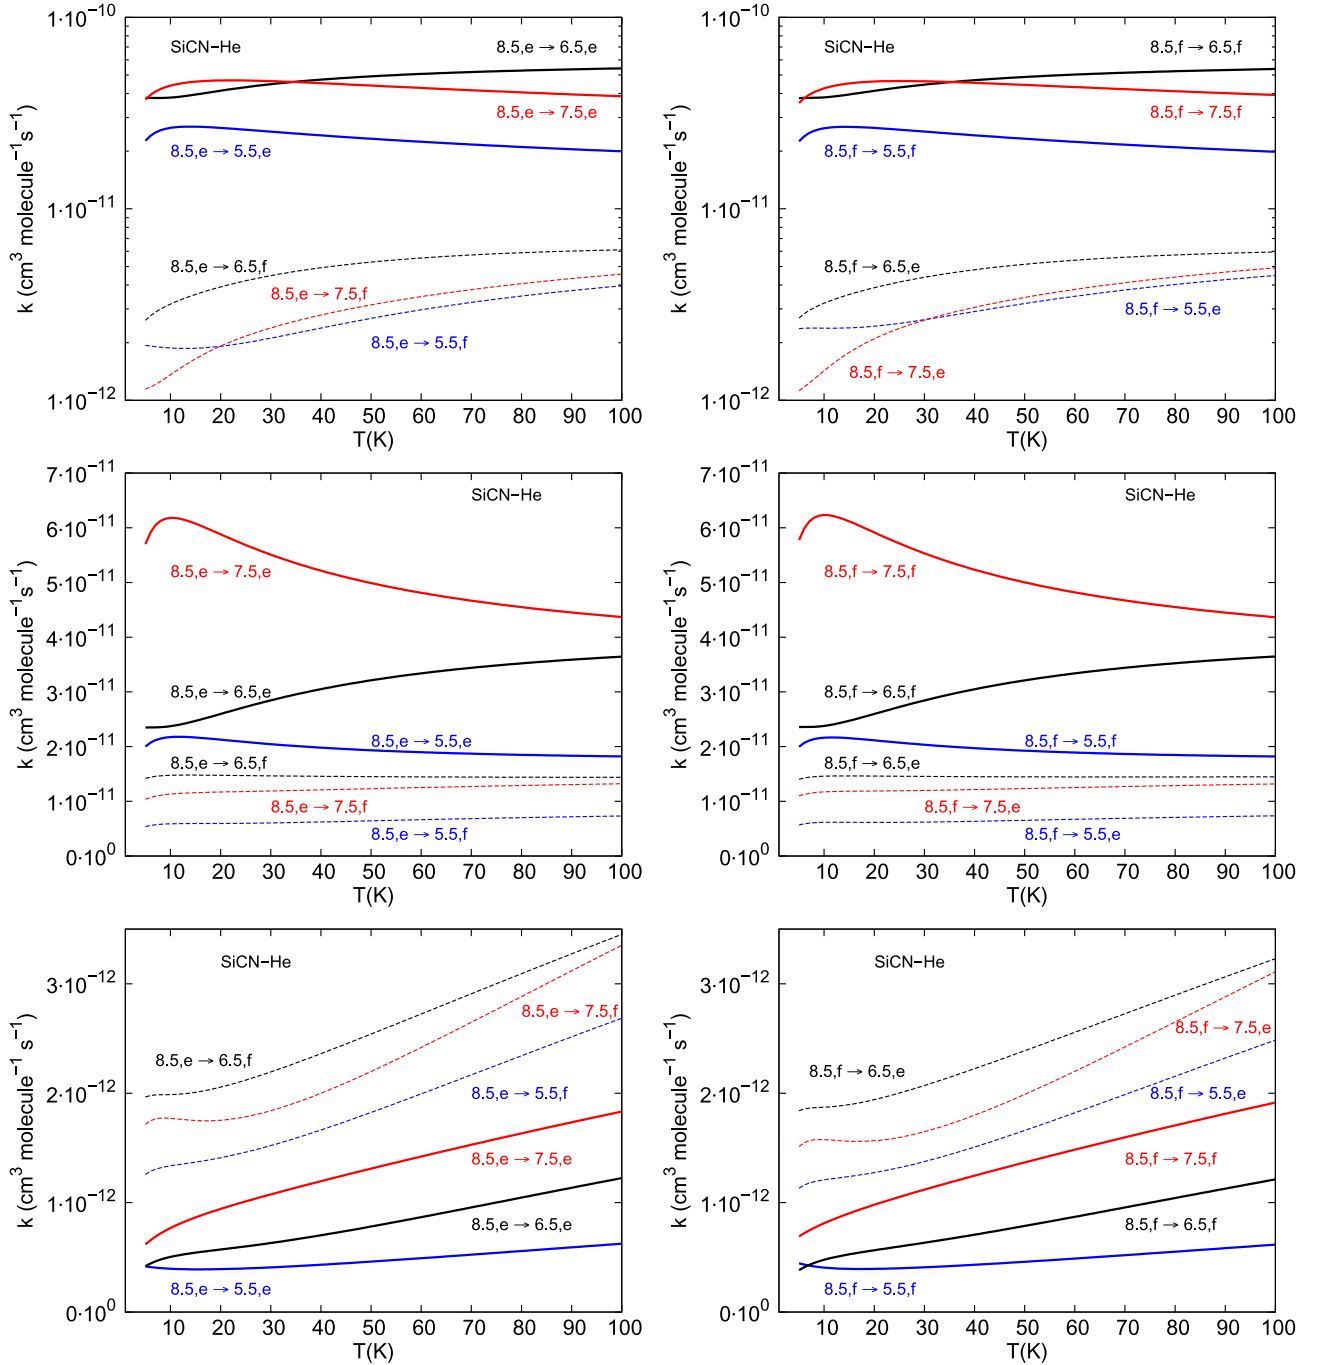 SiCN−He
8.5,e → 6.5,e
8.5,e → 7.5,e
8.5,e → 5.5,e
8.5,e → 6.5,f
8.5,e → 7.5,f
8.5,e → 5.5,f
1·10⁻¹⁰
1·10⁻¹¹
1·10⁻¹²
k (cm³ molecule⁻¹s⁻¹)
10 20 30 40 50 60 70 80 90 100
T(K)
SiCN−He
8.5,f → 6.5,f
8.5,f → 7.5,f
8.5,f → 5.5,f
8.5,f → 6.5,e
8.5,f → 5.5,e
8.5,f → 7.5,e
1·10⁻¹⁰
1·10⁻¹¹
1·10⁻¹²
k (cm³ molecule⁻¹s⁻¹)
10 20 30 40 50 60 70 80 90 100
T(K)
SiCN−He
8.5,e → 7.5,e
8.5,e → 6.5,e
8.5,e → 5.5,e
8.5,e → 6.5,f
8.5,e → 7.5,f
8.5,e → 5.5,f
7·10⁻¹¹
6·10⁻¹¹
5·10⁻¹¹
4·10⁻¹¹
3·10⁻¹¹
2·10⁻¹¹
1·10⁻¹¹
0·10⁰
k (cm³ molecule⁻¹s⁻¹)
10 20 30 40 50 60 70 80 90 100
T(K)
SiCN−He
8.5,f → 7.5,f
8.5,f → 6.5,f
8.5,f → 5.5,f
8.5,f → 6.5,e
8.5,f → 7.5,e
8.5,f → 5.5,e
7·10⁻¹¹
6·10⁻¹¹
5·10⁻¹¹
4·10⁻¹¹
3·10⁻¹¹
2·10⁻¹¹
1·10⁻¹¹
0·10⁰
k (cm³ molecule⁻¹s⁻¹)
10 20 30 40 50 60 70 80 90 100
T(K)
SiCN−He
8.5,e → 7.5,f
8.5,e → 6.5,f
8.5,e → 5.5,f
8.5,e → 7.5,e
8.5,e → 6.5,e
8.5,e → 5.5,e
3·10⁻¹²
2·10⁻¹²
1·10⁻¹²
0·10⁰
k (cm³ molecule⁻¹s⁻¹)
10 20 30 40 50 60 70 80 90 100
T(K)
SiCN−He
8.5,f → 7.5,e
8.5,f → 6.5,e
8.5,f → 5.5,e
8.5,f → 7.5,f
8.5,f → 6.5,f
8.5,f → 5.5,f
3·10⁻¹²
2·10⁻¹²
1·10⁻¹²
0·10⁰
k (cm³ molecule⁻¹s⁻¹)
10 20 30 40 50 60 70 80 90 100
T(K)